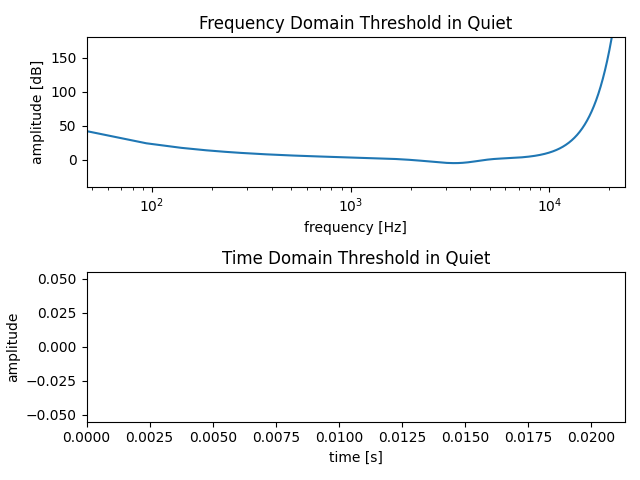 Frequency Domain Threshold in Quiet
amplitude [dB]
150
100
50
0
10²
10³
10⁴
frequency [Hz]
Time Domain Threshold in Quiet
amplitude
0.050
0.025
0.000
−0.025
−0.050
0.0000 0.0025 0.0050 0.0075 0.0100 0.0125 0.0150 0.0175 0.0200
time [s]